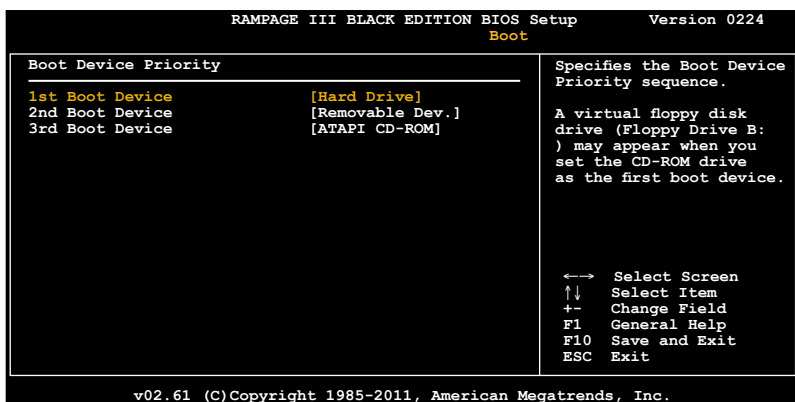 RAMPAGE III BLACK EDITION BIOS Setup Version 0224
Boot
Boot Device Priority
1st Boot Device [Hard Drive]
2nd Boot Device [Removable Dev.]
3rd Boot Device [ATAPI CD-ROM]
Specifies the Boot Device
Priority sequence.
A virtual floppy disk
drive (Floppy Drive B:
) may appear when you
set the CD-ROM drive
as the first boot device.
←→ Select Screen
↑↓ Select Item
+- Change Field
F1 General Help
F10 Save and Exit
ESC Exit
v02.61 (C)Copyright 1985-2011, American Megatrends, Inc.